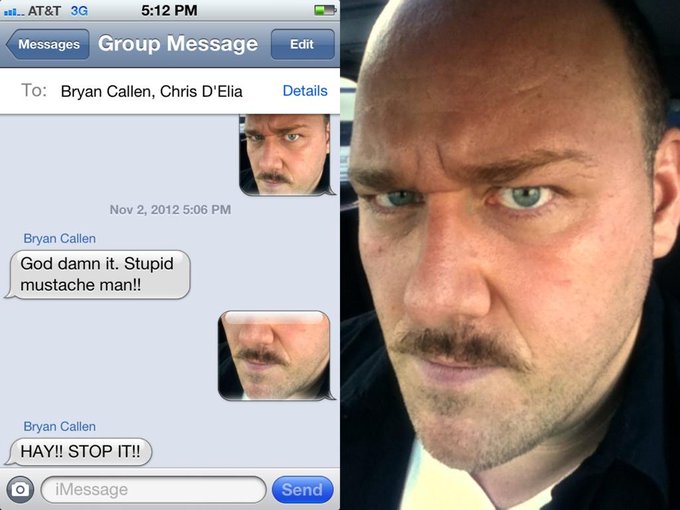 AT&T 3G 5:12 PM
Messages Group Message Edit
To: Bryan Callen, Chris D'Elia Details
Nov 2, 2012 5:06 PM
Bryan Callen
God damn it. Stupid
mustache man!!
Bryan Callen
HAY!! STOP IT!!
iMessage Send